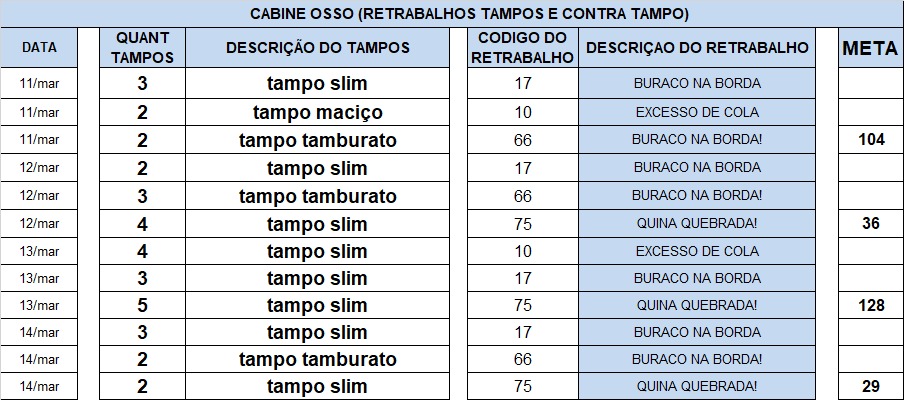 CABINE OSSO (RETRABALHOS TAMPOS E CONTRA TAMPO)
DATA QUANT TAMPOS DESCRIÇÃO DO TAMPOS CODIGO DO RETRABALHO DESCRIÇAO DO RETRABALHO META
11/mar 3 tampo slim 17 BURACO NA BORDA
11/mar 2 tampo maciço 10 EXCESSO DE COLA
11/mar 2 tampo tamburato 66 BURACO NA BORDA! 104
12/mar 2 tampo slim 17 BURACO NA BORDA
12/mar 3 tampo tamburato 66 BURACO NA BORDA!
12/mar 4 tampo slim 75 QUINA QUEBRADA! 36
13/mar 4 tampo slim 10 EXCESSO DE COLA
13/mar 3 tampo slim 17 BURACO NA BORDA
13/mar 5 tampo slim 75 QUINA QUEBRADA! 128
14/mar 3 tampo slim 17 BURACO NA BORDA
14/mar 2 tampo tamburato 66 BURACO NA BORDA!
14/mar 2 tampo slim 75 QUINA QUEBRADA! 29